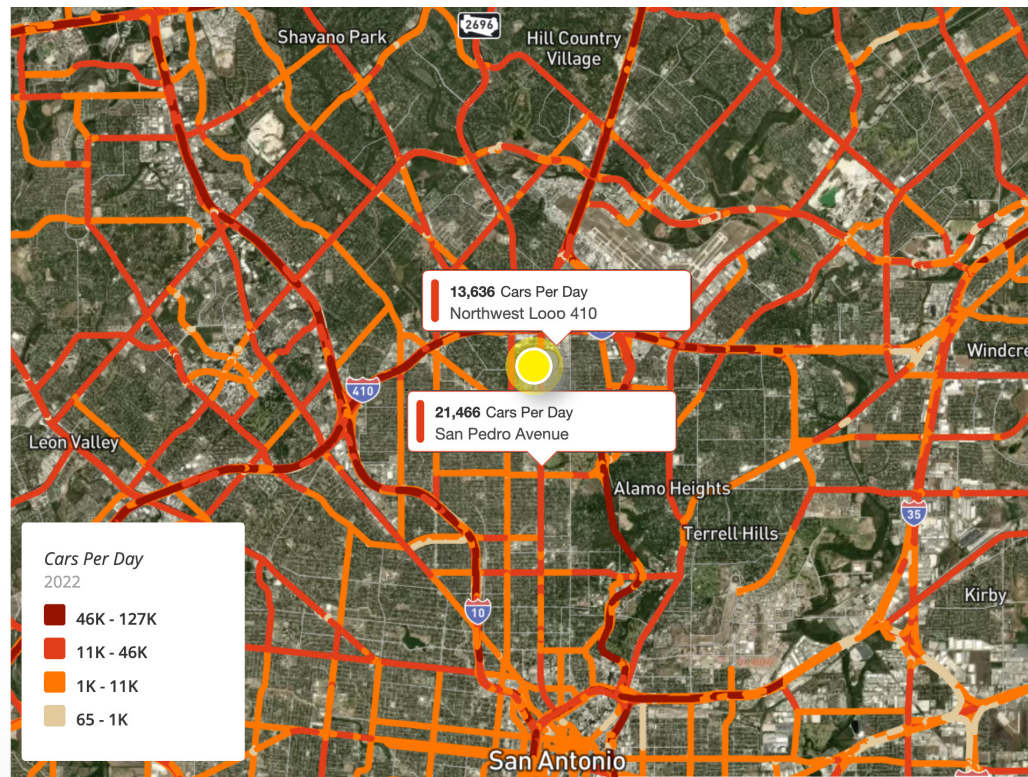 Shavano Park
2696
Hill Country
Village
13,636 Cars Per Day
Northwest Loop 410
410
21,466 Cars Per Day
San Pedro Avenue
Windcre
Leon Valley
Alamo Heights
35
Terrell Hills
Cars Per Day
2022
46K - 127K
11K - 46K
1K - 11K
65 - 1K
Kirby
10
San Antonio